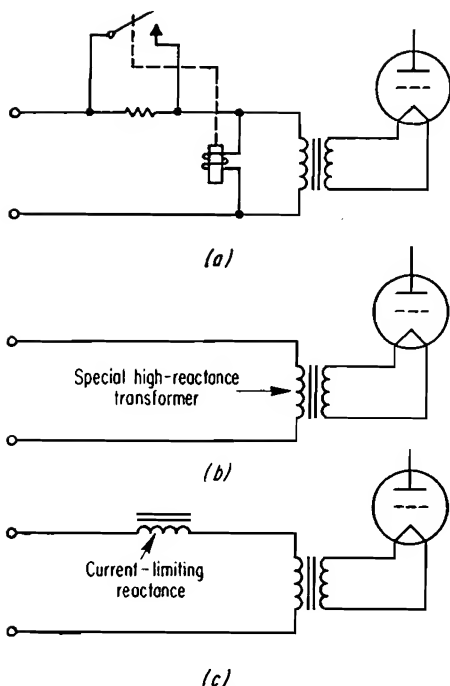 (a)
Special high-reactance
transformer
(b)
Current-limiting
reactance
(c)